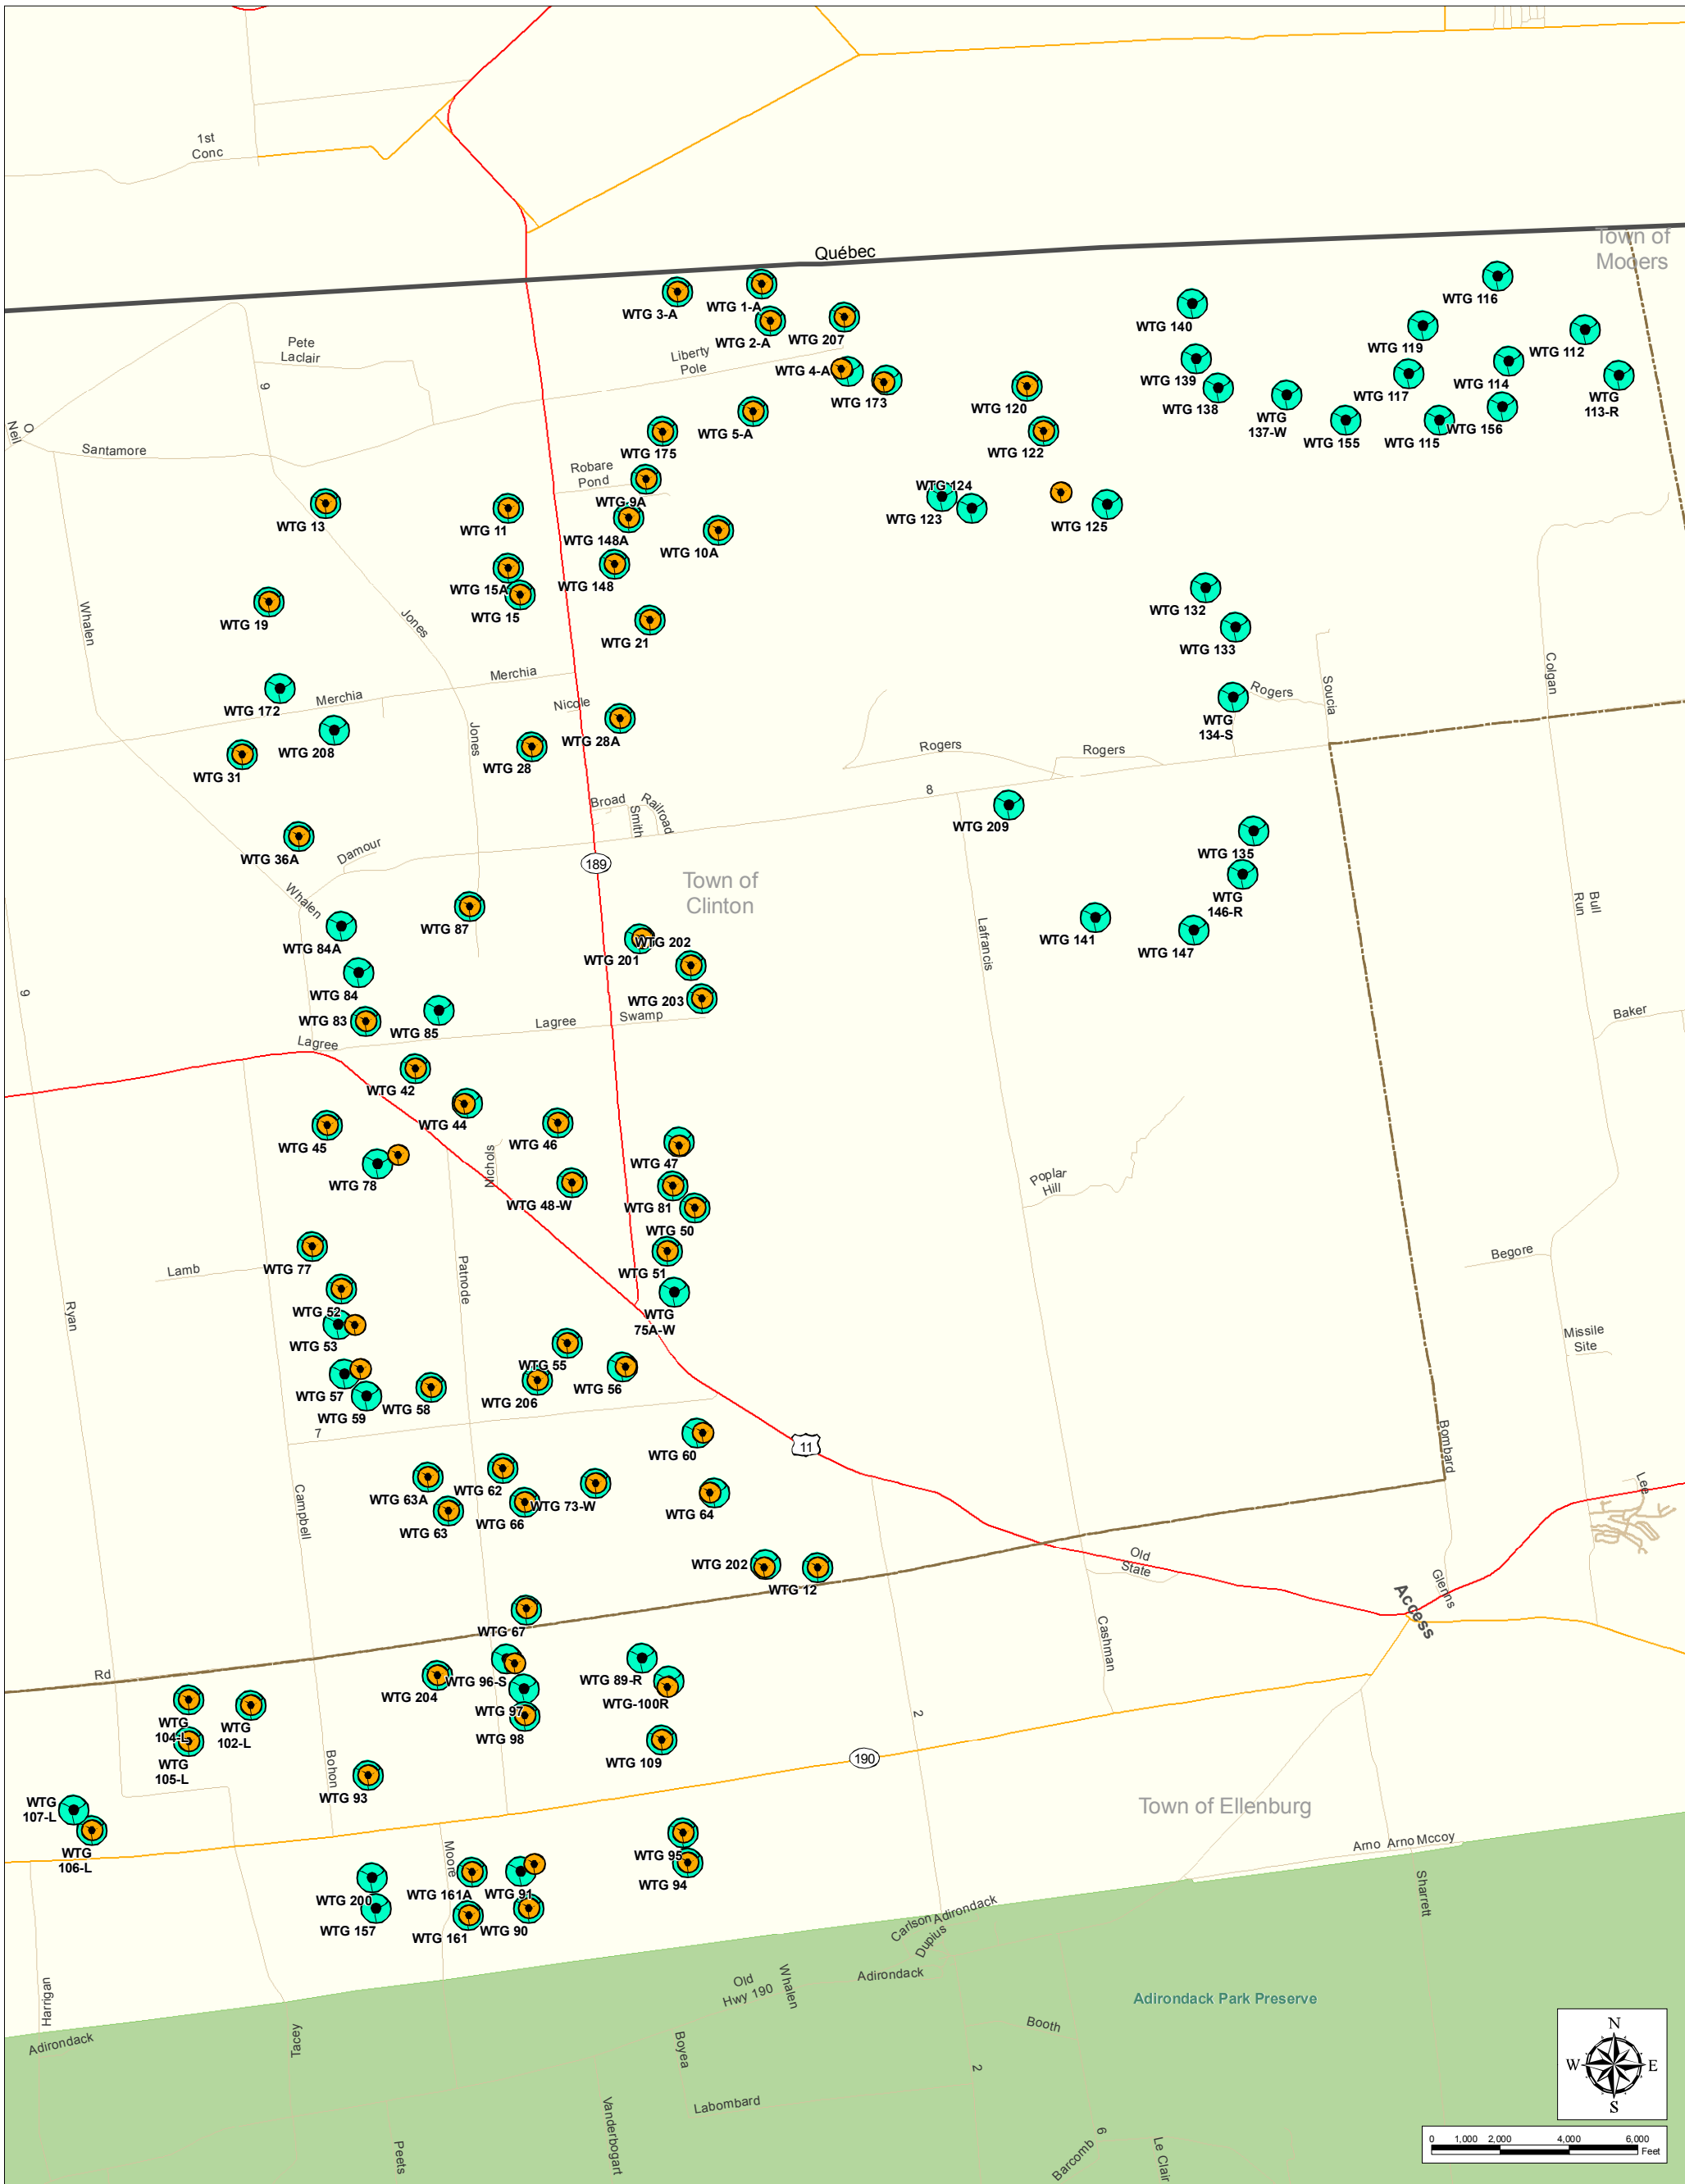 1st
Conc
Québec
Town of
Mooers
WTG 116
WTG 3-A
WTG 1-A
WTG 2-A
WTG 207
WTG 140
WTG 119
WTG 112
Pete
Laclair
Liberty
Pole
WTG 4-A
WTG 173
WTG 139
WTG 138
WTG 117
WTG 114
WTG
113-R
9
WTG 120
WTG
137-W
WTG 155
WTG 115
WTG 156
O
Neil
Santamore
WTG 5-A
WTG 175
WTG 122
Robare
Pond
WTG 9A
WTG 124
WTG 123
WTG 125
WTG 13
WTG 11
WTG 148A
WTG 10A
WTG 15A
WTG 148
WTG 15
WTG 132
Whalen
WTG 19
Jones
WTG 21
WTG 133
Merchia
Merchia
WTG 172
Nicole
Rogers
Soucia
Colgan
WTG
134-S
WTG 208
WTG 28A
Jones
WTG 28
WTG 31
Rogers
Rogers
8
Broad
Smith
Railroad
WTG 209
WTG 36A
Damour
189
WTG 135
Town of
Clinton
WTG
146-R
Whalen
WTG 87
Bull
Run
WTG 84A
WTG 202
WTG 201
Lafrancis
WTG 141
WTG 147
WTG 84
WTG 203
9
WTG 83
WTG 85
Lagree
Swamp
Baker
Lagree
WTG 42
WTG 44
WTG 45
WTG 46
WTG 47
WTG 78
Nichols
WTG 48-W
WTG 81
Poplar
Hill
WTG 50
WTG 77
Begore
WTG 51
Lamb
Patnode
Ryan
WTG 52
WTG
75A-W
WTG 53
Missile
Site
WTG 55
WTG 56
WTG 57
WTG 58
WTG 206
WTG 59
7
WTG 60
11
Bombard
WTG 63A
WTG 62
WTG 73-W
WTG 64
Lee
WTG 63
WTG 66
Campbell
WTG 202
WTG 12
Old
State
Glenns
Access
WTG 67
Cashman
Rd
WTG 204
WTG 96-S
WTG 89-R
WTG-100R
WTG 97
WTG
104-L
WTG
102-L
WTG 98
2
WTG
105-L
WTG 109
190
Bohon
WTG 93
WTG
107-L
Town of Ellenburg
WTG
106-L
Moore
WTG 95
Arno
Arno Mccoy
WTG 94
WTG 200
WTG 161A
WTG 91
WTG 157
WTG 161
WTG 90
Sharrett
Carlson
Adirondack
Dupius
Harrigan
Old
Hwy 190
Whalen
Adirondack
Adirondack Park Preserve
Adirondack
Tacey
Boyea
Booth
N
W
E
S
2
Labombard
Vanderbogart
Peets
Barcomb
6
Le Clair
0 1,000 2,000 4,000 6,000
Feet